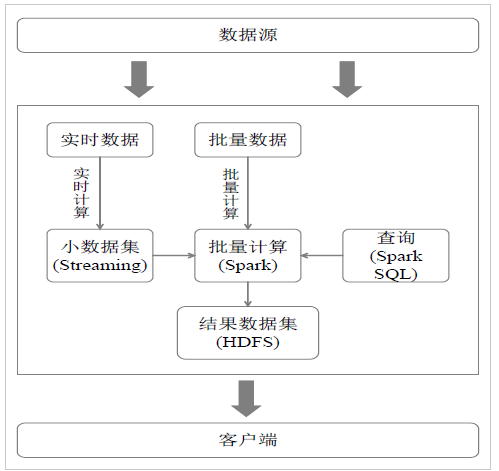 数据源
实时数据
批量数据
实时计算
批量计算
小数据集
(Streaming)
批量计算
(Spark)
查询
(Spark
SQL)
结果数据集
(HDFS)
客户端